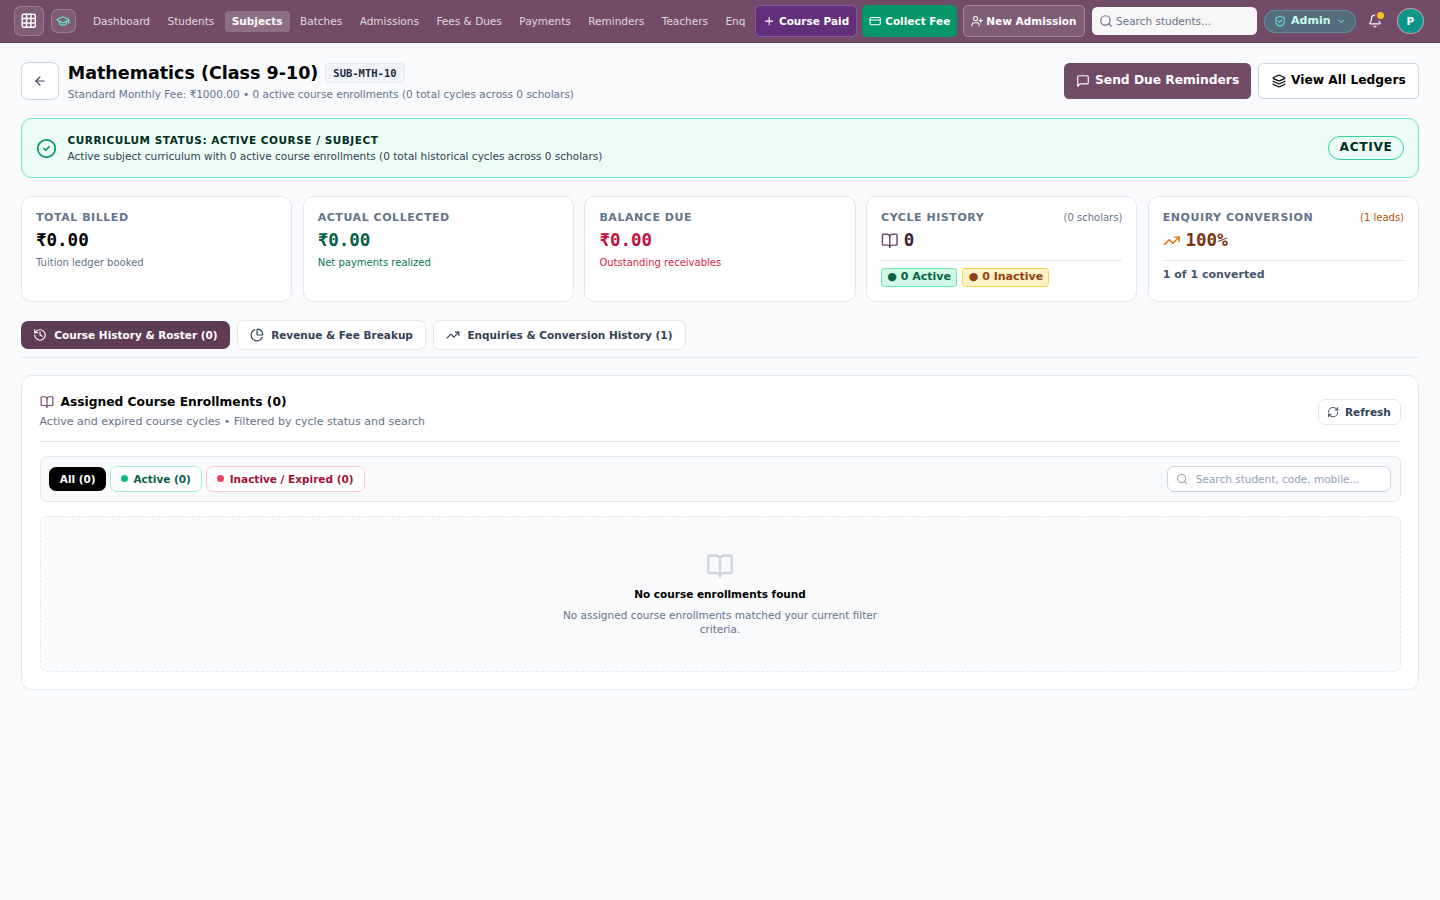 Dashboard Students Subjects Batches Admissions Fees & Dues Payments Reminders Teachers Enq Course Paid Collect Fee New Admission Search students... Admin P
Mathematics (Class 9-10) SUB-MTH-10
Standard Monthly Fee: ₹1000.00 • 0 active course enrollments (0 total cycles across 0 scholars)
Send Due Reminders View All Ledgers
CURRICULUM STATUS: ACTIVE COURSE / SUBJECT
Active subject curriculum with 0 active course enrollments (0 total historical cycles across 0 scholars)
ACTIVE
TOTAL BILLED
₹0.00
Tuition ledger booked
ACTUAL COLLECTED
₹0.00
Net payments realized
BALANCE DUE
₹0.00
Outstanding receivables
CYCLE HISTORY (0 scholars)
0
● 0 Active ● 0 Inactive
ENQUIRY CONVERSION (1 leads)
100%
1 of 1 converted
Course History & Roster (0) Revenue & Fee Breakup Enquiries & Conversion History (1)
Assigned Course Enrollments (0)
Active and expired course cycles • Filtered by cycle status and search
Refresh
All (0) Active (0) Inactive / Expired (0) Search student, code, mobile...
No course enrollments found
No assigned course enrollments matched your current filter
criteria.